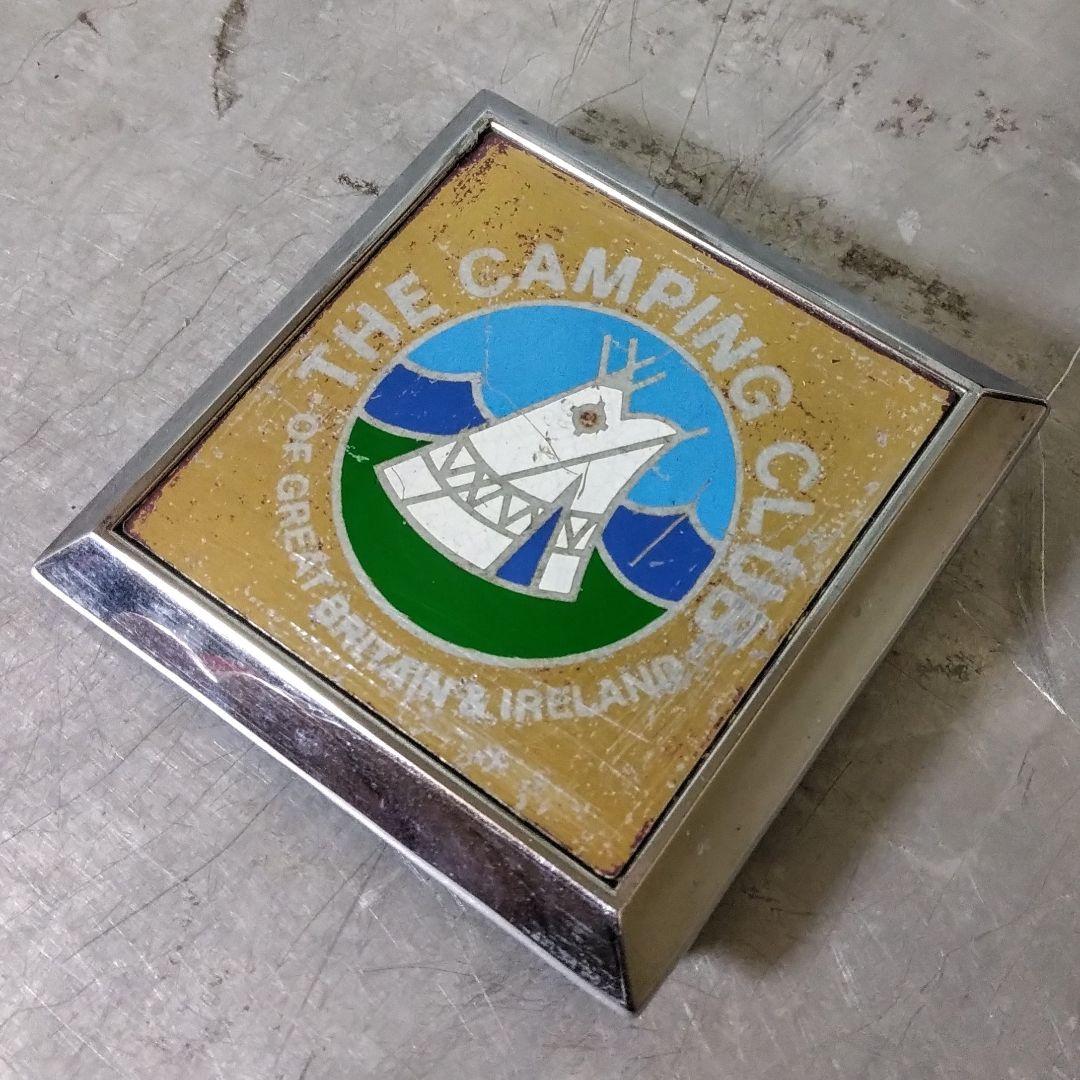 THE CAMPING CLUB
OF GREAT BRITAIN & IRELAND